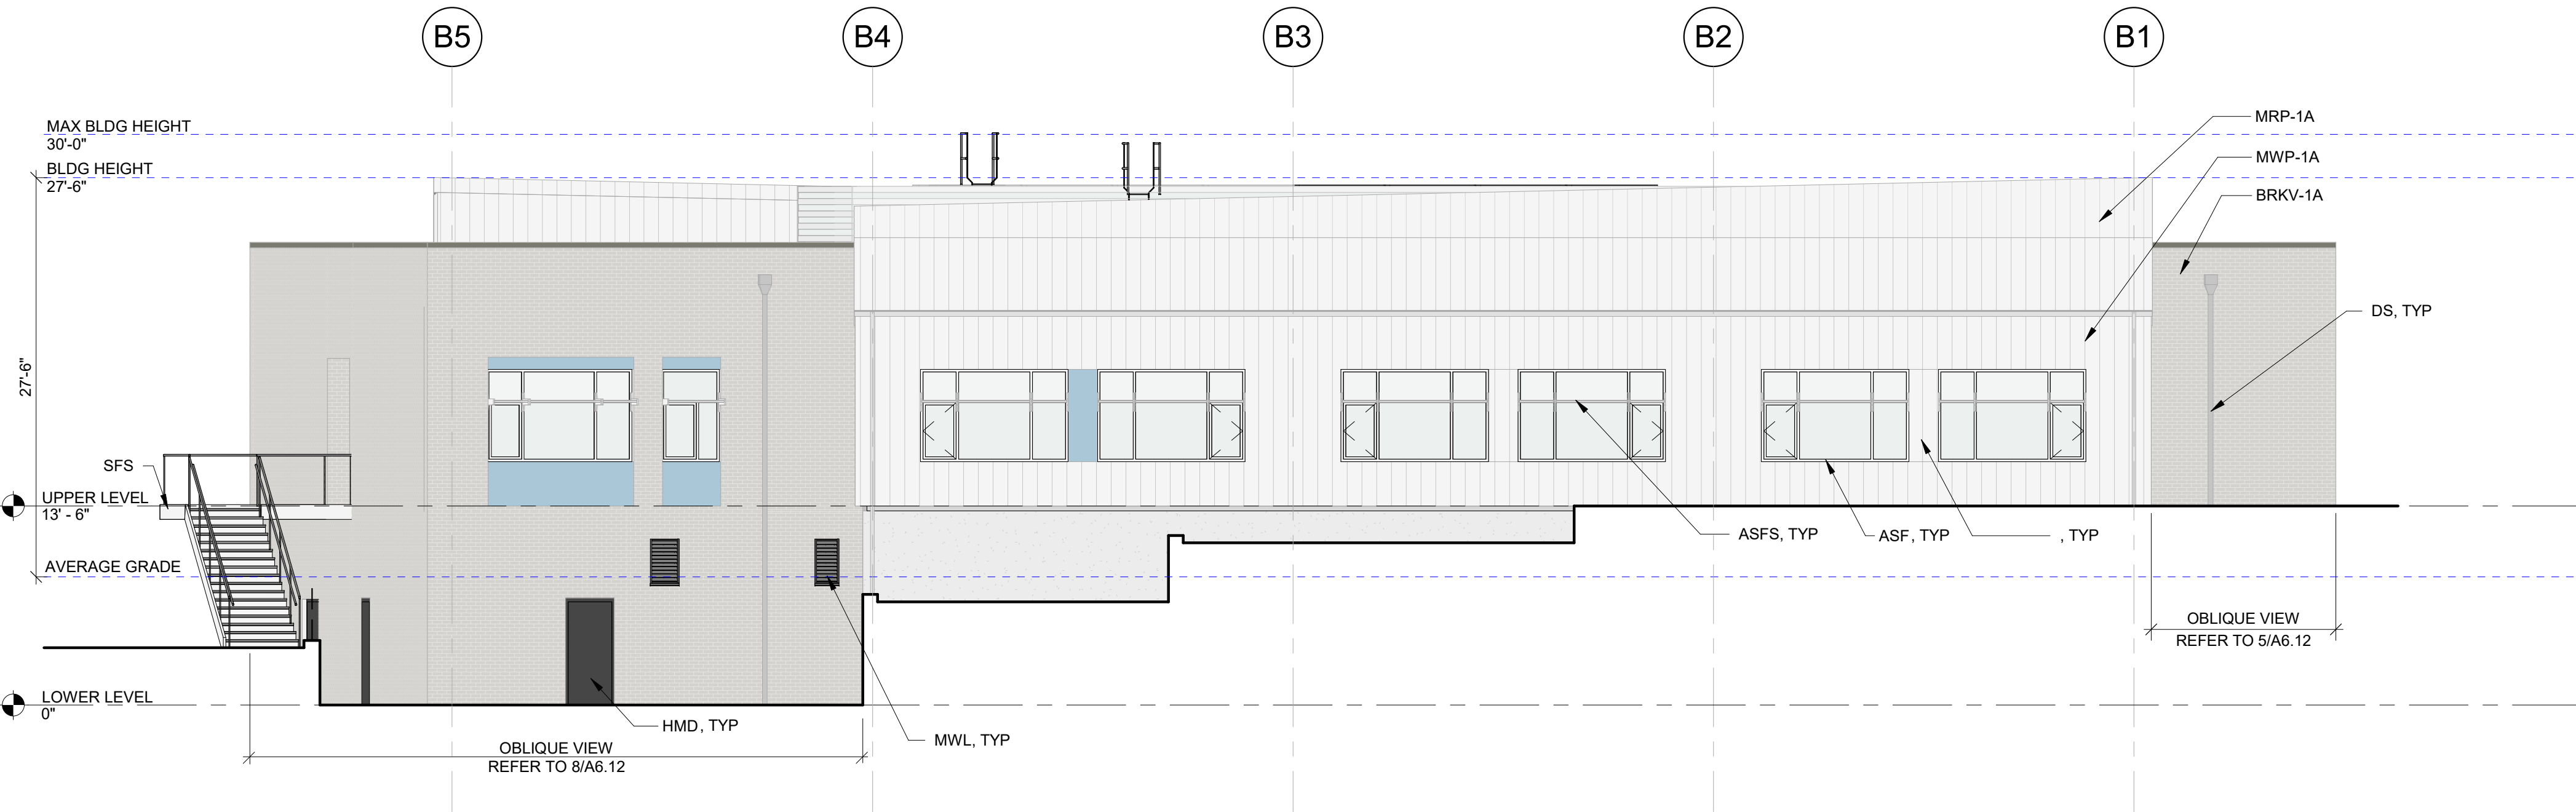 B5
B4
B3
B2
B1
MAX BLDG HEIGHT
30'-0"
BLDG HEIGHT
27'-6"
27'-6"
SFS
UPPER LEVEL
13' - 6"
AVERAGE GRADE
LOWER LEVEL
0"
OBLIQUE VIEW
REFER TO 8/A6.12
HMD, TYP
MWL, TYP
ASFS, TYP
ASF, TYP
, TYP
MRP-1A
MWP-1A
BRKV-1A
DS, TYP
OBLIQUE VIEW
REFER TO 5/A6.12